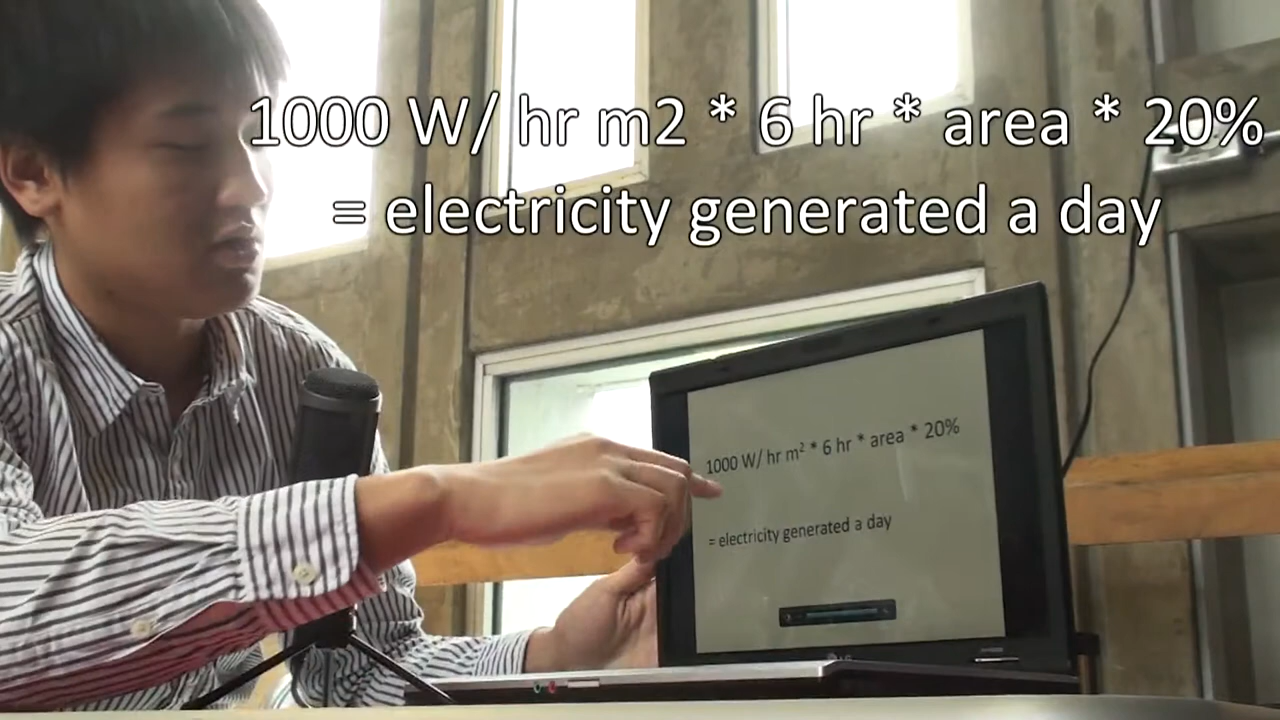 1000 W/ hr m2 * 6 hr * area * 20%
= electricity generated a day
1000 W/ hr m² * 6 hr * area * 20%
= electricity generated a day
LG